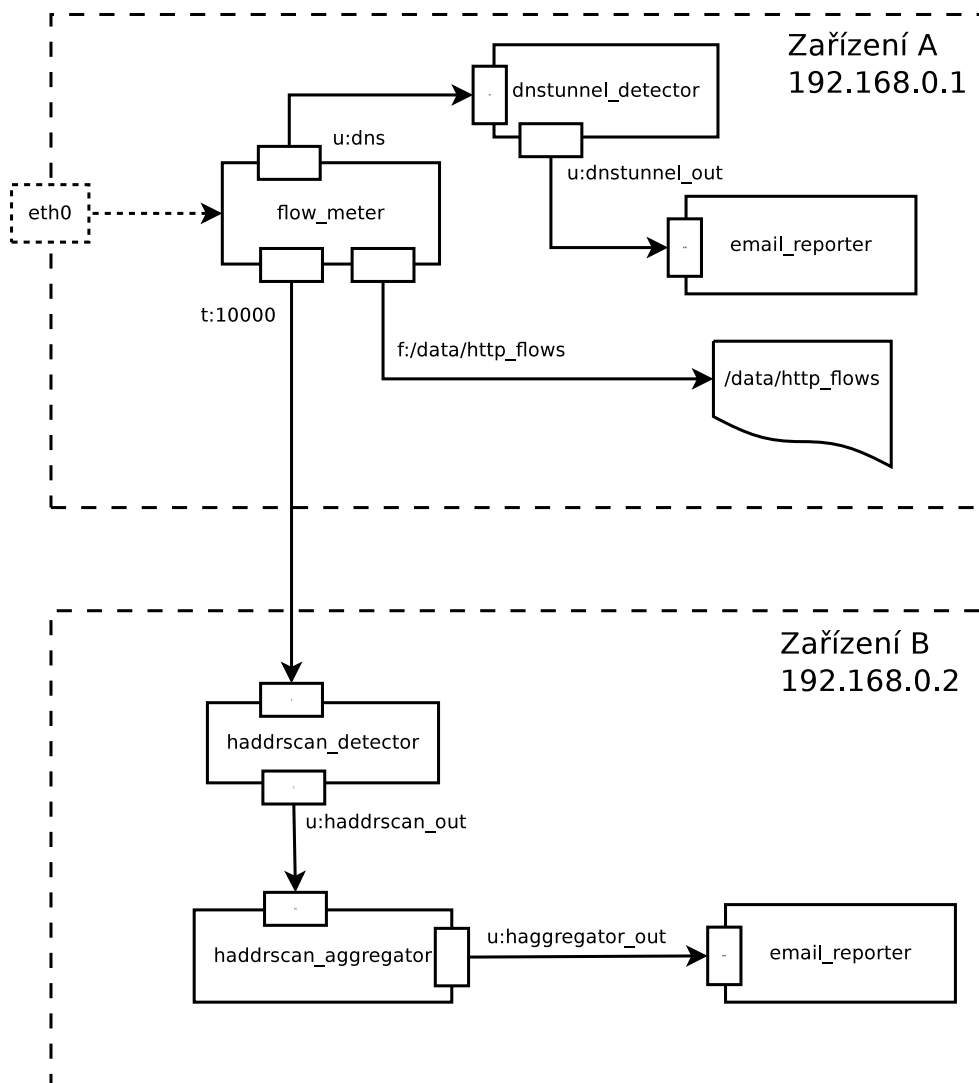 Zařízení A
192.168.0.1
dnstunnel_detector
u:dns
u:dnstunnel_out
eth0
flow_meter
email_reporter
t:10000
f:/data/http_flows
/data/http_flows
Zařízení B
192.168.0.2
haddrscan_detector
u:haddrscan_out
u:haggregator_out
haddrscan_aggregator
email_reporter